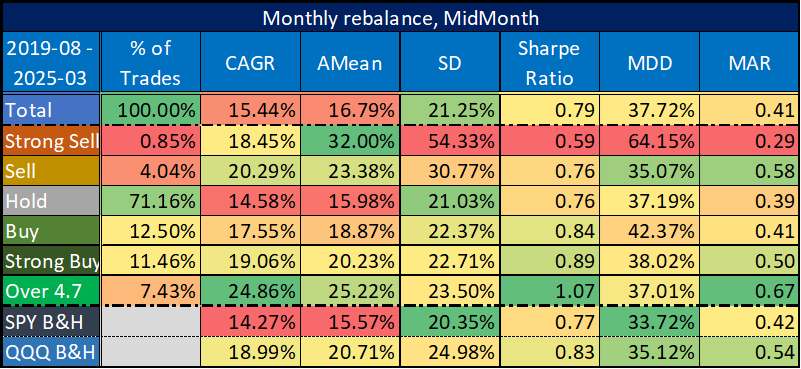 Monthly rebalance, MidMonth
2019-08 - 2025-03 % of Trades CAGR AMean SD Sharpe Ratio MDD MAR
Total 100.00% 15.44% 16.79% 21.25% 0.79 37.72% 0.41
Strong Sell 0.85% 18.45% 32.00% 54.33% 0.59 64.15% 0.29
Sell 4.04% 20.29% 23.38% 30.77% 0.76 35.07% 0.58
Hold 71.16% 14.58% 15.98% 21.03% 0.76 37.19% 0.39
Buy 12.50% 17.55% 18.87% 22.37% 0.84 42.37% 0.41
Strong Buy 11.46% 19.06% 20.23% 22.71% 0.89 38.02% 0.50
Over 4.7 7.43% 24.86% 25.22% 23.50% 1.07 37.01% 0.67
SPY B&H 14.27% 15.57% 20.35% 0.77 33.72% 0.42
QQQ B&H 18.99% 20.71% 24.98% 0.83 35.12% 0.54